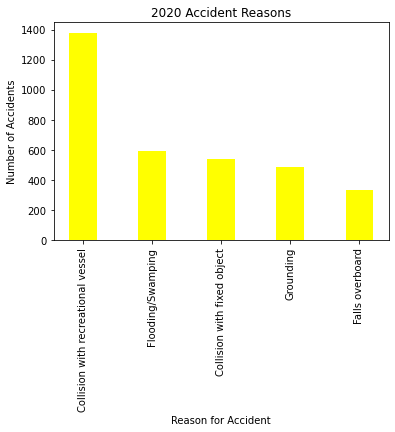 2020 Accident Reasons
Number of Accidents
1400
1200
1000
800
600
400
200
0
Collision with recreational vessel
Flooding/Swamping
Collision with fixed object
Grounding
Falls overboard
Reason for Accident